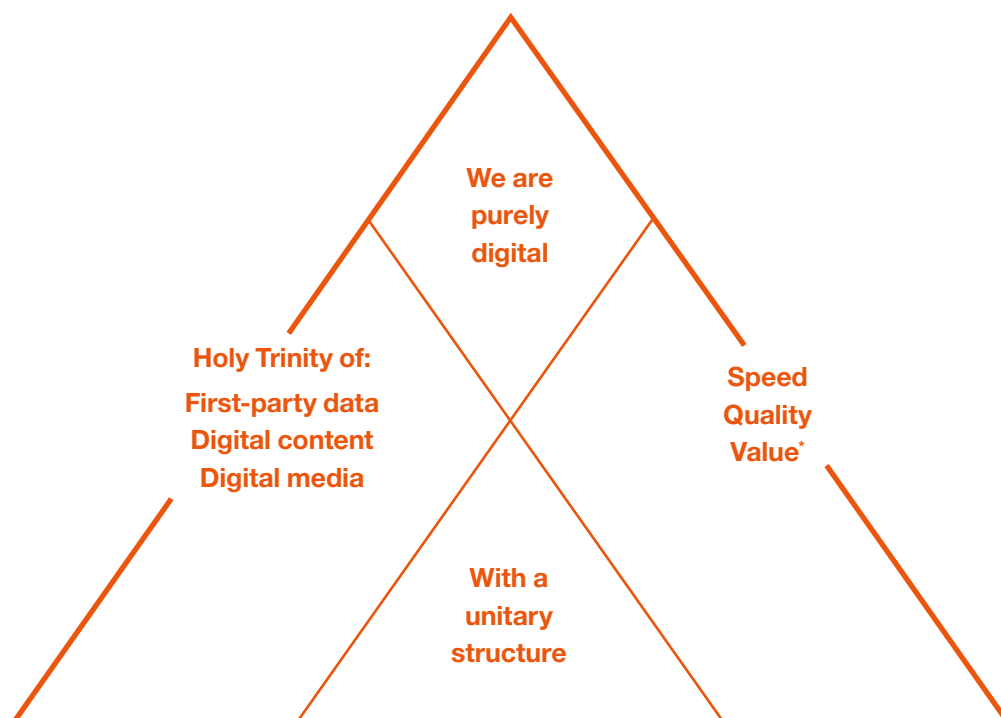 We are
purely
digital
Holy Trinity of:
First-party data
Digital content
Digital media
Speed
Quality
Value*
With a
unitary
structure